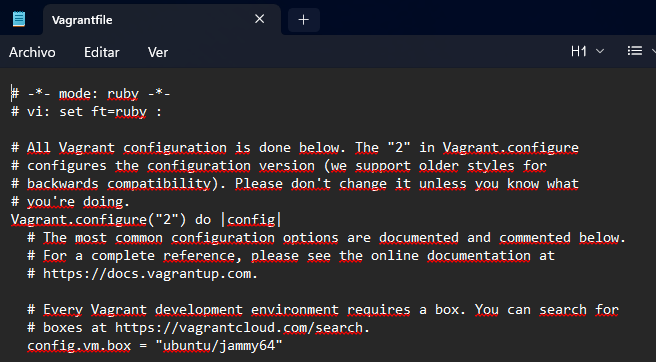 Vagrantfile
Archivo Editar Ver H1
# -*- mode: ruby -*-
# vi: set ft=ruby :
# All Vagrant configuration is done below. The "2" in Vagrant.configure
# configures the configuration version (we support older styles for
# backwards compatibility). Please don't change it unless you know what
# you're doing.
Vagrant.configure("2") do |config|
# The most common configuration options are documented and commented below.
# For a complete reference, please see the online documentation at
# https://docs.vagrantup.com.
# Every Vagrant development environment requires a box. You can search for
# boxes at https://vagrantcloud.com/search.
config.vm.box = "ubuntu/jammy64"